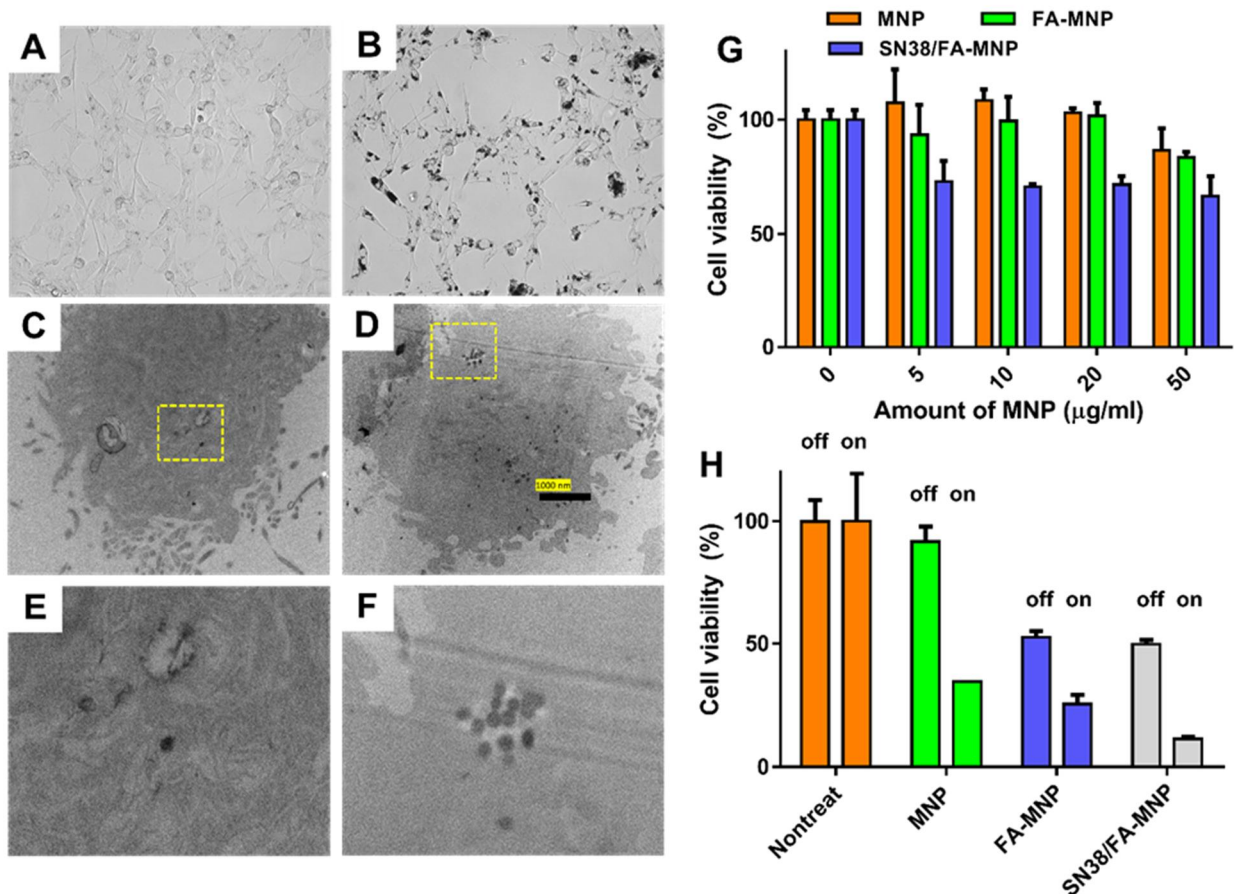 A
B
C
D
1000 nm
E
F
MNP
FA-MNP
SN38/FA-MNP
G
Cell viability (%)
100
50
0
0
5
10
20
50
Amount of MNP (μg/ml)
H
off on
off on
off on
off on
Cell viability (%)
100
50
0
Nontreat
MNP
FA-MNP
SN38/FA-MNP